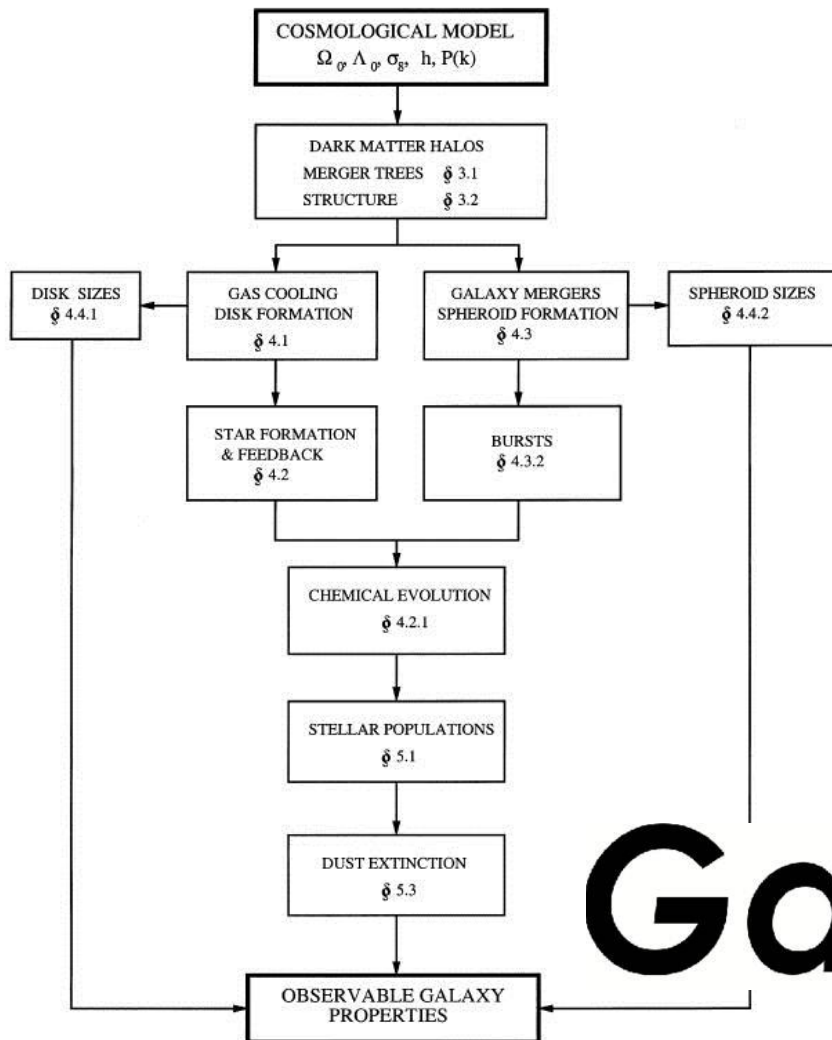 COSMOLOGICAL MODEL
Ω₀, Λ₀, σ₈, h, P(k)
DARK MATTER HALOS
MERGER TREES § 3.1
STRUCTURE § 3.2
DISK SIZES
§ 4.4.1
GAS COOLING
DISK FORMATION
§ 4.1
GALAXY MERGERS
SPHEROID FORMATION
§ 4.3
SPHEROID SIZES
§ 4.4.2
STAR FORMATION
& FEEDBACK
§ 4.2
BURSTS
§ 4.3.2
CHEMICAL EVOLUTION
§ 4.2.1
STELLAR POPULATIONS
§ 5.1
DUST EXTINCTION
§ 5.3
Ga
OBSERVABLE GALAXY
PROPERTIES